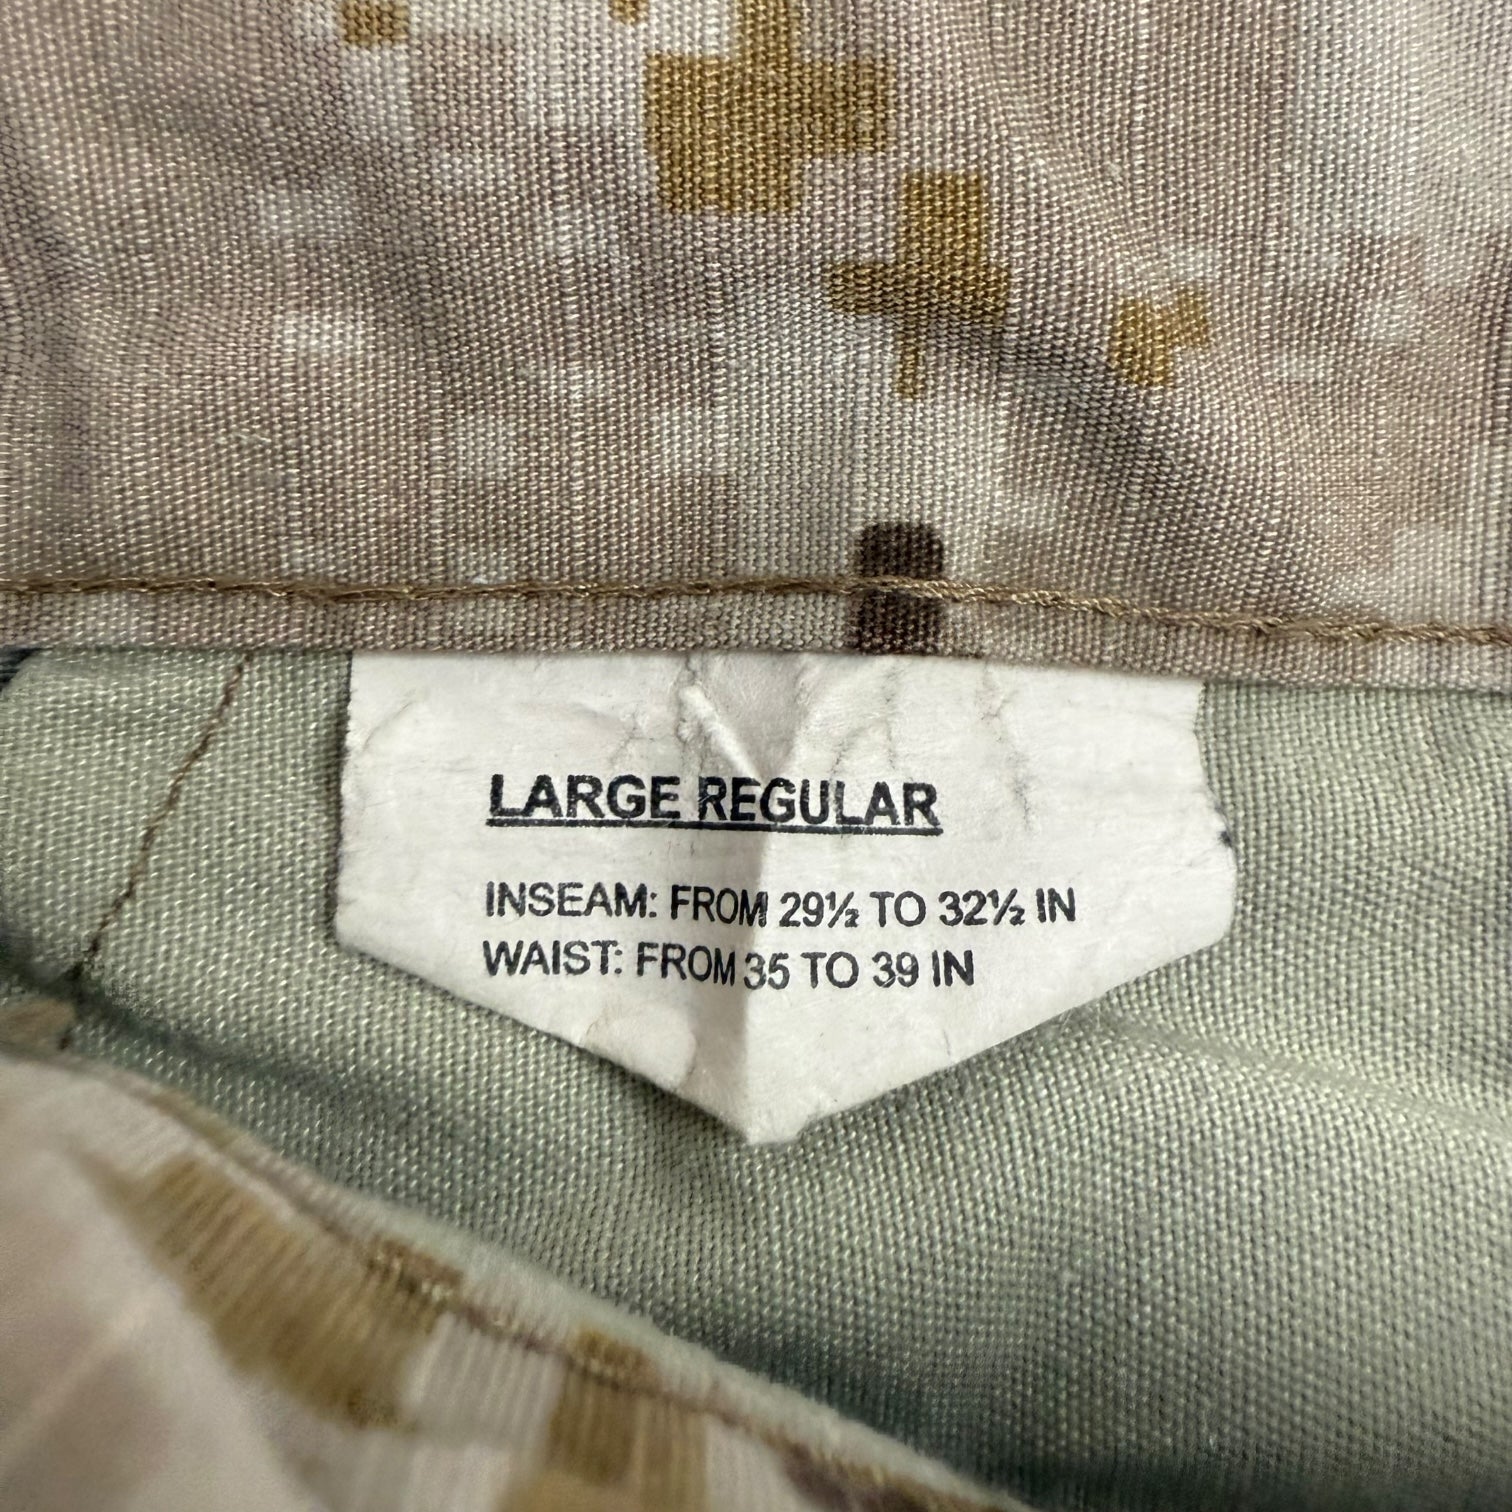 LARGE REGULAR
INSEAM: FROM 29½ TO 32½ IN
WAIST: FROM 35 TO 39 IN